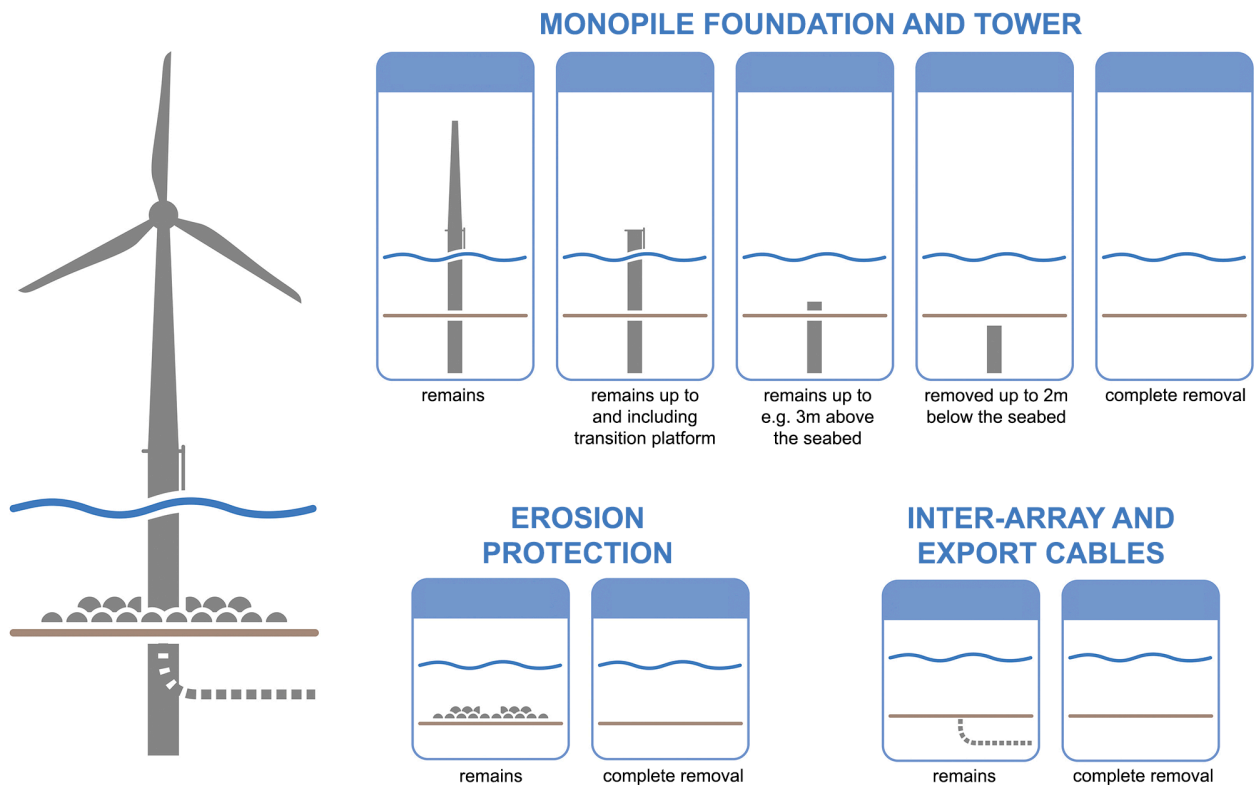 MONOPILE FOUNDATION AND TOWER
remains
remains up to
and including
transition platform
remains up to
e.g. 3m above
the seabed
removed up to 2m
below the seabed
complete removal
EROSION
PROTECTION
remains
complete removal
INTER-ARRAY AND
EXPORT CABLES
remains
complete removal